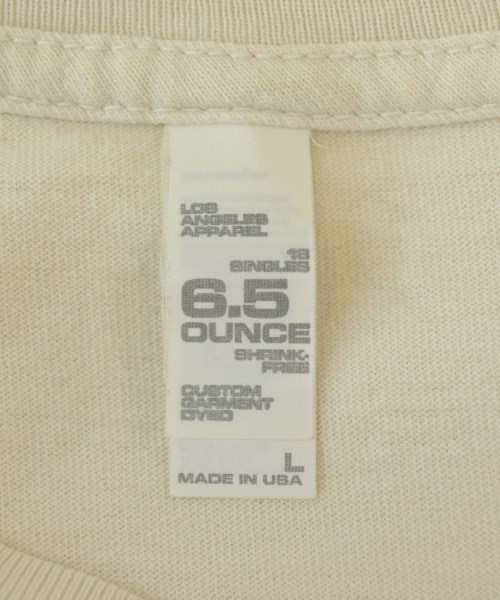 LOS
ANGELES
APPAREL
18
SINGLES
6.5
OUNCE
SHRINK-
FREE
CUSTOM
GARMENT
DYED
L
MADE IN USA